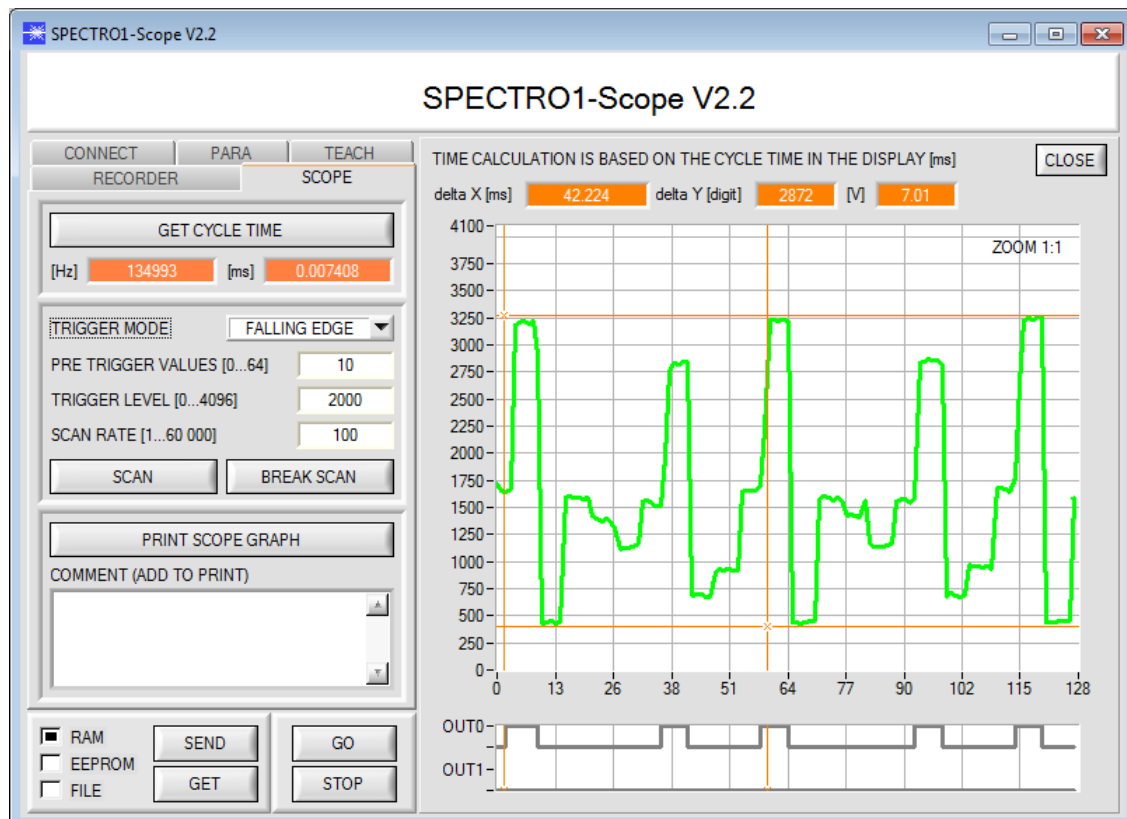 SPECTRO1-Scope V2.2
SPECTRO1-Scope V2.2
CONNECT PARA TEACH
RECORDER SCOPE
GET CYCLE TIME
[Hz] 134993 [ms] 0.007408
TRIGGER MODE FALLING EDGE
PRE TRIGGER VALUES [0...64] 10
TRIGGER LEVEL [0...4096] 2000
SCAN RATE [1...60 000] 100
SCAN BREAK SCAN
PRINT SCOPE GRAPH
COMMENT (ADD TO PRINT)
RAM
EEPROM
FILE
SEND
GET
GO
STOP
TIME CALCULATION IS BASED ON THE CYCLE TIME IN THE DISPLAY [ms] CLOSE
delta X [ms] 42.224 delta Y [digit] 2872 [V] 7.01
ZOOM 1:1
4100
3750
3500
3250
3000
2750
2500
2250
2000
1750
1500
1250
1000
750
500
250
0
0 13 26 38 51 64 77 90 102 115 128
OUT0
OUT1